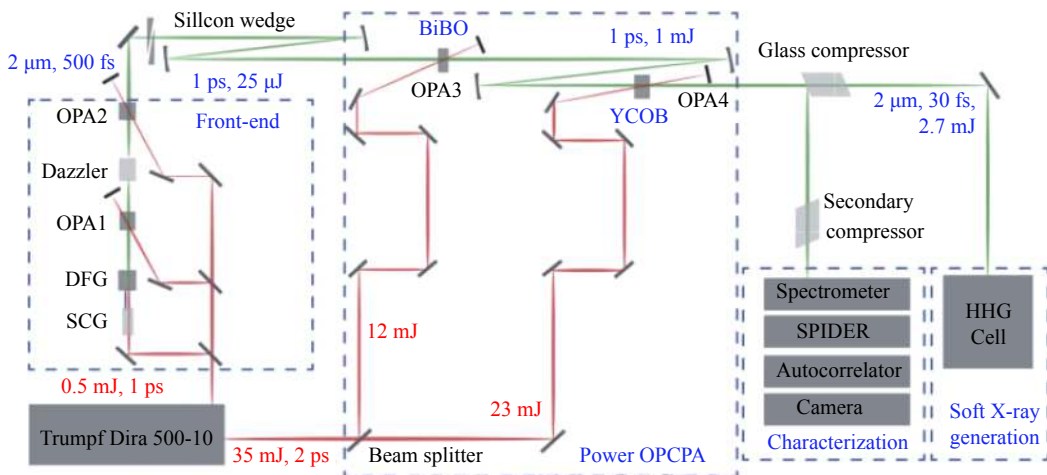 Sillcon wedge
BiBO
1 ps, 1 mJ
Glass compressor
2 μm, 500 fs
1 ps, 25 μJ
OPA3
OPA4
2 μm, 30 fs,
2.7 mJ
OPA2
Front-end
YCOB
Dazzler
OPA1
Secondary
compressor
DFG
SCG
Spectrometer
SPIDER
Autocorrelator
Camera
Characterization
HHG
Cell
Soft X-ray
generation
12 mJ
0.5 mJ, 1 ps
23 mJ
Trumpf Dira 500-10
35 mJ, 2 ps
Beam splitter
Power OPCPA